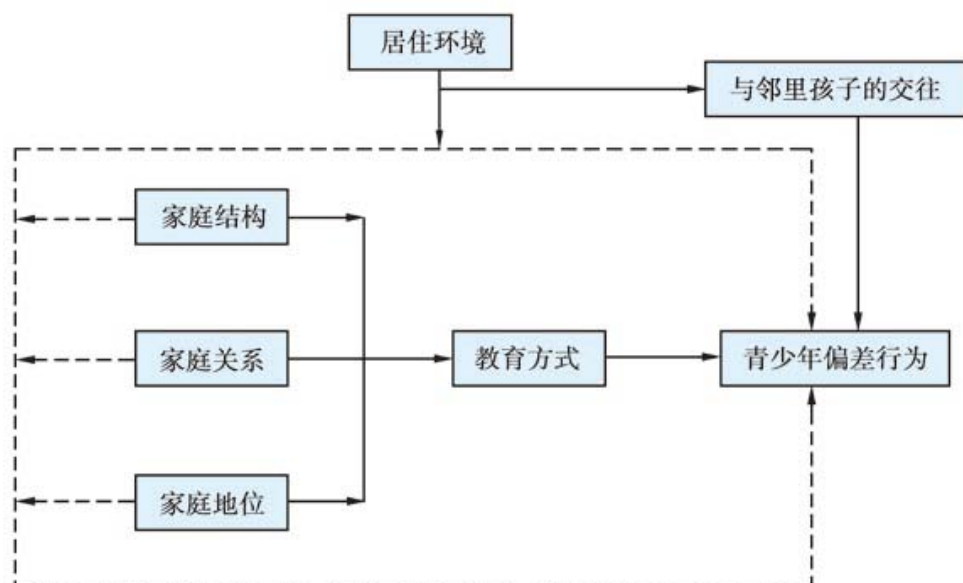 居住环境
与邻里孩子的交往
家庭结构
家庭关系
教育方式
青少年偏差行为
家庭地位